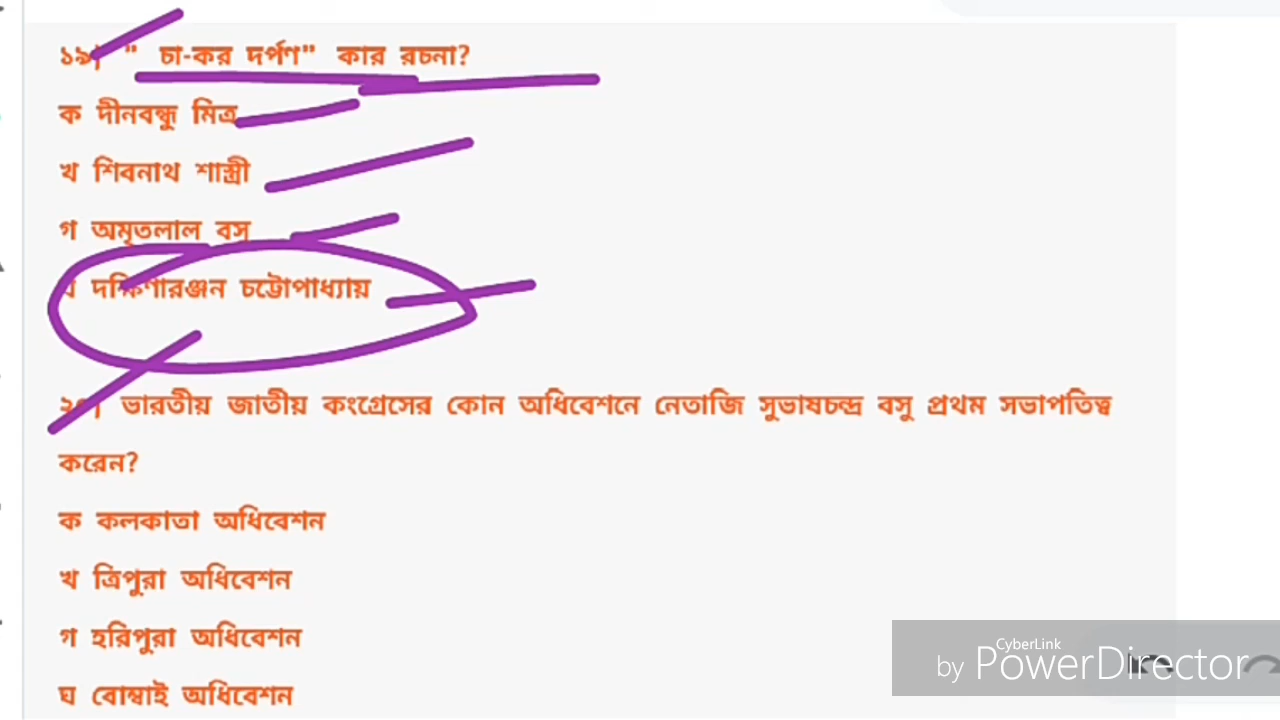 ১৯| " চা-কর দর্পণ" কার রচনা?
ক দীনবন্ধু মিত্র
খ শিবনাথ শাস্ত্রী
গ অমৃতলাল বসু
ঘ দক্ষিণারঞ্জন চট্টোপাধ্যায়
২০| ভারতীয় জাতীয় কংগ্রেসের কোন অধিবেশনে নেতাজি সুভাষচন্দ্র বসু প্রথম সভাপতিত্ব
করেন?
ক কলকাতা অধিবেশন
খ ত্রিপুরা অধিবেশন
গ হরিপুরা অধিবেশন
ঘ বোম্বাই অধিবেশন
CyberLink
by PowerDirector